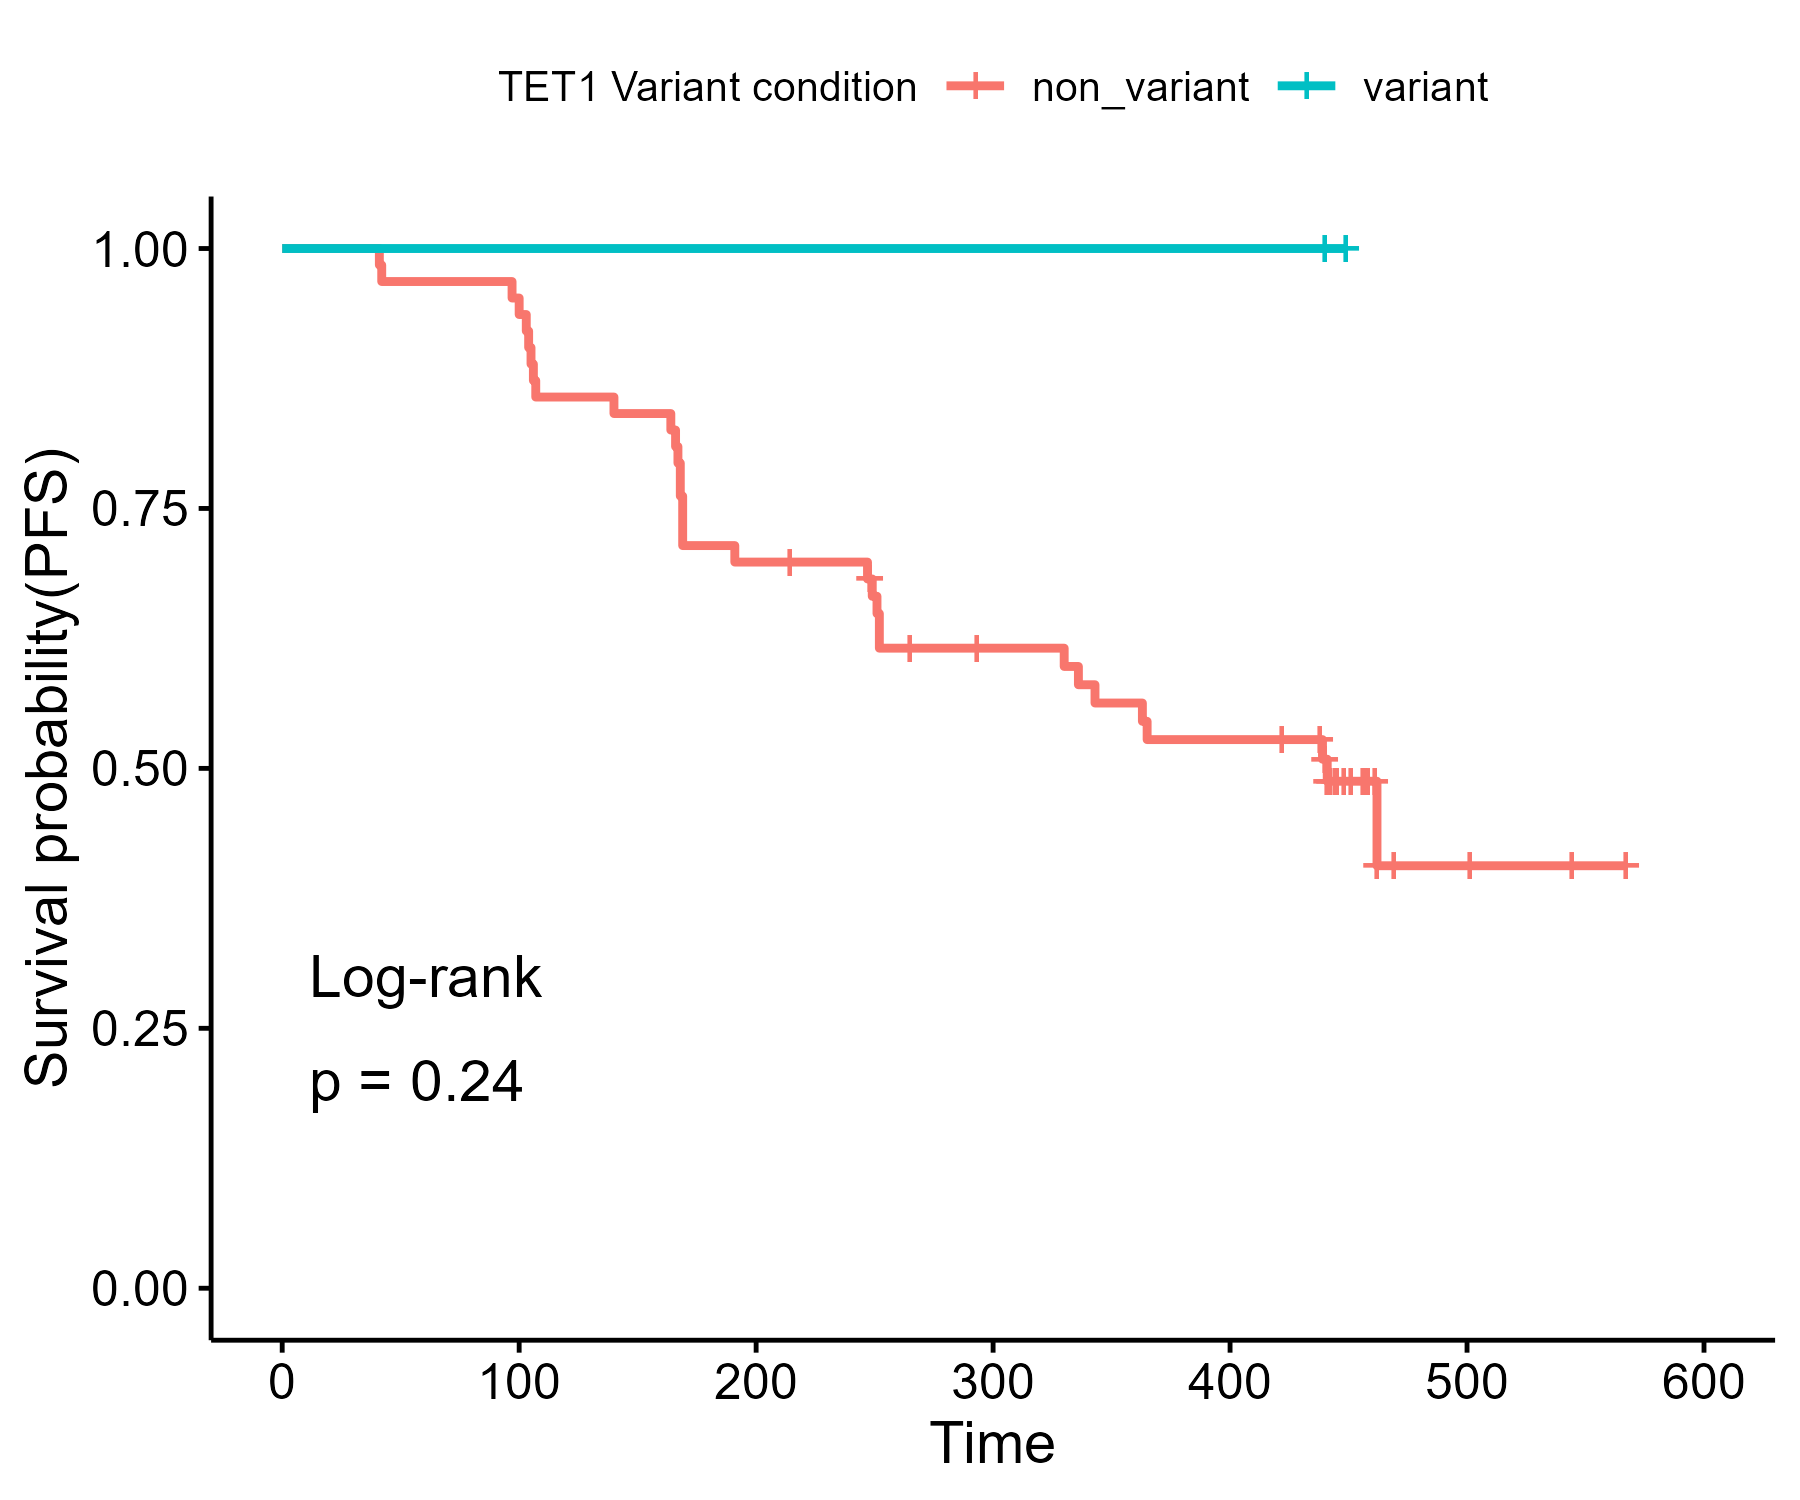 TET1 Variant condition non_variant variant
Survival probability(PFS)
1.00
0.75
0.50
0.25
0.00
Log-rank
p = 0.24
0 100 200 300 400 500 600
Time